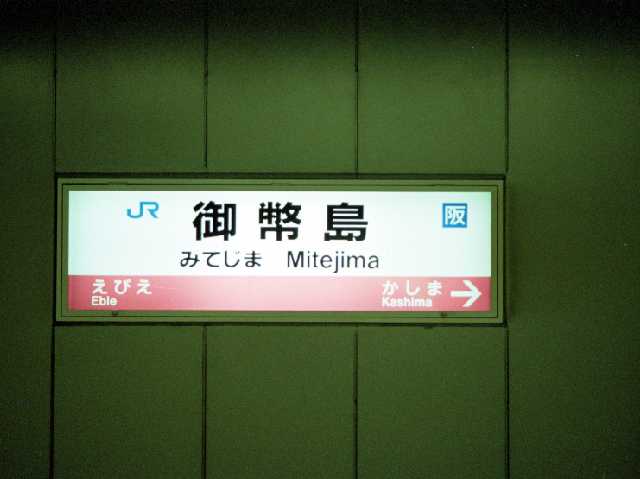 JR 御幣島 阪
みてじま Mitejima
えびえ かしま →
Ebie Kashima